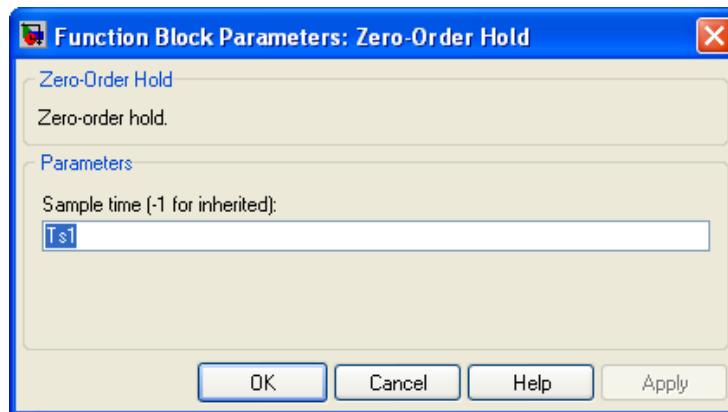 Function Block Parameters: Zero-Order Hold
Zero-Order Hold
Zero-order hold.
Parameters
Sample time (-1 for inherited):
Ts1
OK Cancel Help Apply